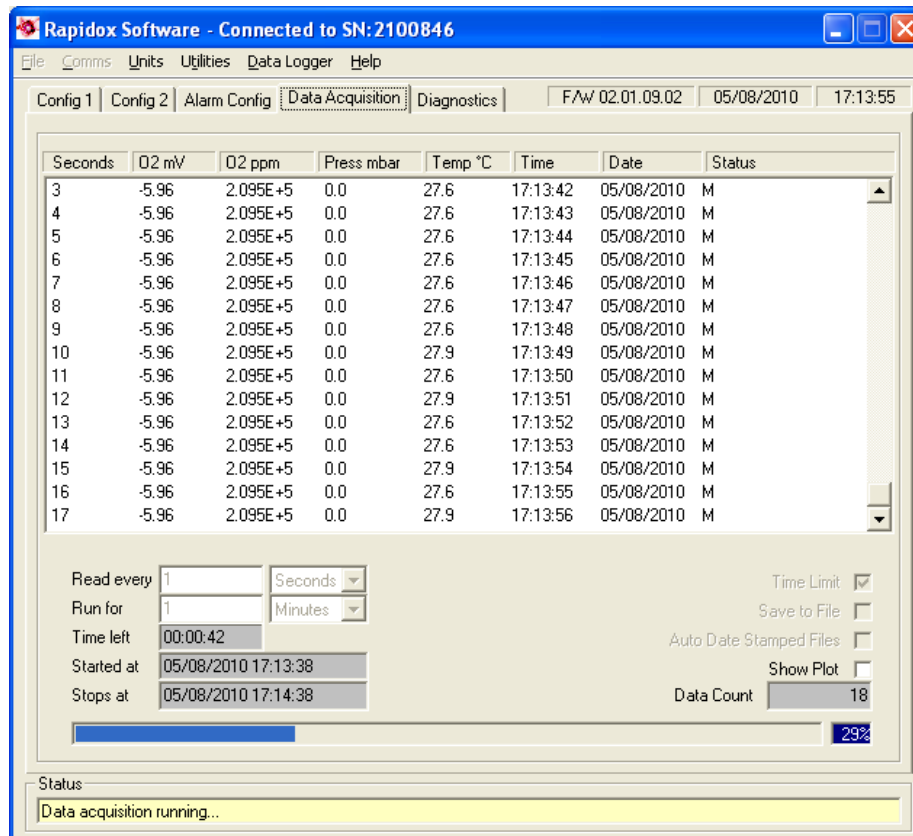 Rapidox Software - Connected to SN:2100846
File Comms Units Utilities Data Logger Help
Config 1 Config 2 Alarm Config Data Acquisition Diagnostics F/W 02.01.09.02 05/08/2010 17:13:55
Seconds O2 mV O2 ppm Press mbar Temp °C Time Date Status
3 -5.96 2.095E+5 0.0 27.6 17:13:42 05/08/2010 M
4 -5.96 2.095E+5 0.0 27.6 17:13:43 05/08/2010 M
5 -5.96 2.095E+5 0.0 27.6 17:13:44 05/08/2010 M
6 -5.96 2.095E+5 0.0 27.6 17:13:45 05/08/2010 M
7 -5.96 2.095E+5 0.0 27.6 17:13:46 05/08/2010 M
8 -5.96 2.095E+5 0.0 27.6 17:13:47 05/08/2010 M
9 -5.96 2.095E+5 0.0 27.6 17:13:48 05/08/2010 M
10 -5.96 2.095E+5 0.0 27.9 17:13:49 05/08/2010 M
11 -5.96 2.095E+5 0.0 27.6 17:13:50 05/08/2010 M
12 -5.96 2.095E+5 0.0 27.9 17:13:51 05/08/2010 M
13 -5.96 2.095E+5 0.0 27.6 17:13:52 05/08/2010 M
14 -5.96 2.095E+5 0.0 27.6 17:13:53 05/08/2010 M
15 -5.96 2.095E+5 0.0 27.9 17:13:54 05/08/2010 M
16 -5.96 2.095E+5 0.0 27.6 17:13:55 05/08/2010 M
17 -5.96 2.095E+5 0.0 27.9 17:13:56 05/08/2010 M
Read every 1 Seconds Time Limit
Run for 1 Minutes Save to File
Time left 00:00:42 Auto Date Stamped Files
Started at 05/08/2010 17:13:38 Show Plot
Stops at 05/08/2010 17:14:38 Data Count 18
29%
Status
Data acquisition running...